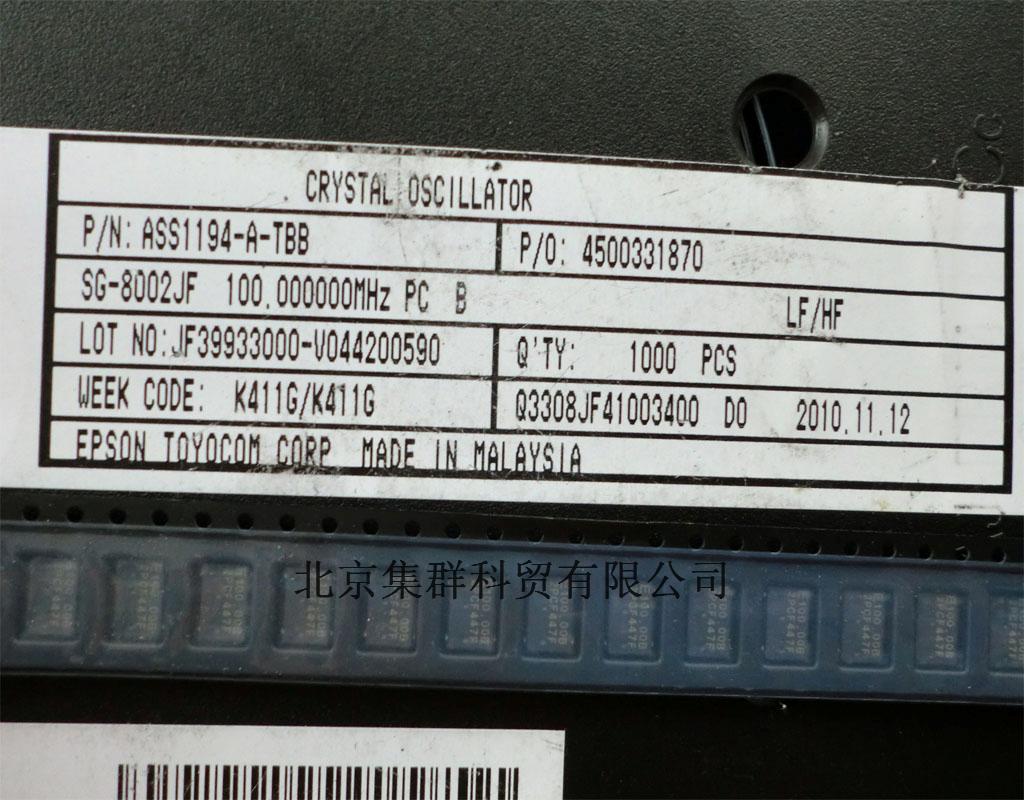 CRYSTAL OSCILLATOR
P/N: ASS1194-A-TBB P/O: 4500331870
SG-8002JF 100.000000MHz PC B LF/HF
LOT NO:JF39933000-V044200590 Q'TY: 1000 PCS
WEEK CODE: K411G/K411G Q3308JF41003400 D0 2010.11.12
EPSON TOYOCOM CORP MADE IN MALAYSIA
北京集群科贸有限公司